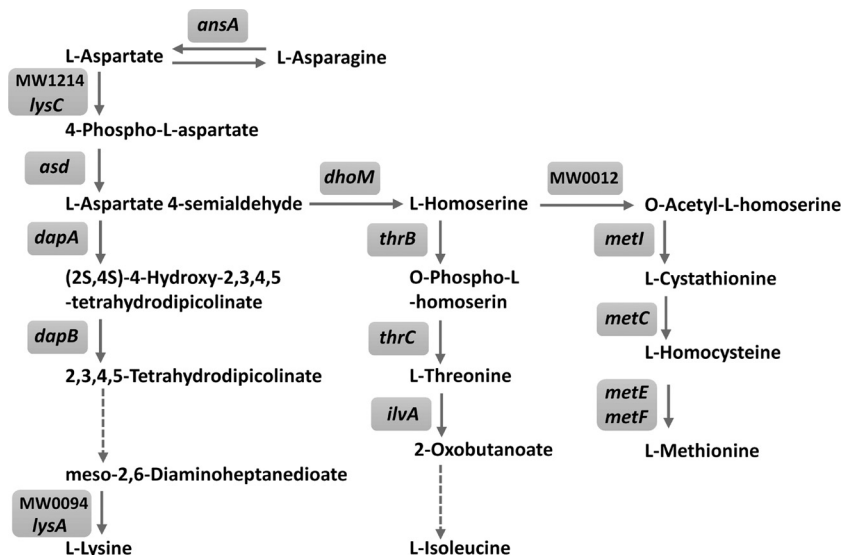 ansA
L-Aspartate
L-Asparagine
MW1214
lysC
4-Phospho-L-aspartate
asd
dhoM
MW0012
L-Aspartate 4-semialdehyde
L-Homoserine
O-Acetyl-L-homoserine
dapA
thrB
metI
(2S,4S)-4-Hydroxy-2,3,4,5
-tetrahydrodipicolinate
O-Phospho-L
-homoserin
L-Cystathionine
dapB
thrC
metC
L-Homocysteine
2,3,4,5-Tetrahydrodipicolinate
L-Threonine
ilvA
metE
metF
2-Oxobutanoate
L-Methionine
meso-2,6-Diaminoheptanedioate
MW0094
lysA
L-Lysine
L-Isoleucine